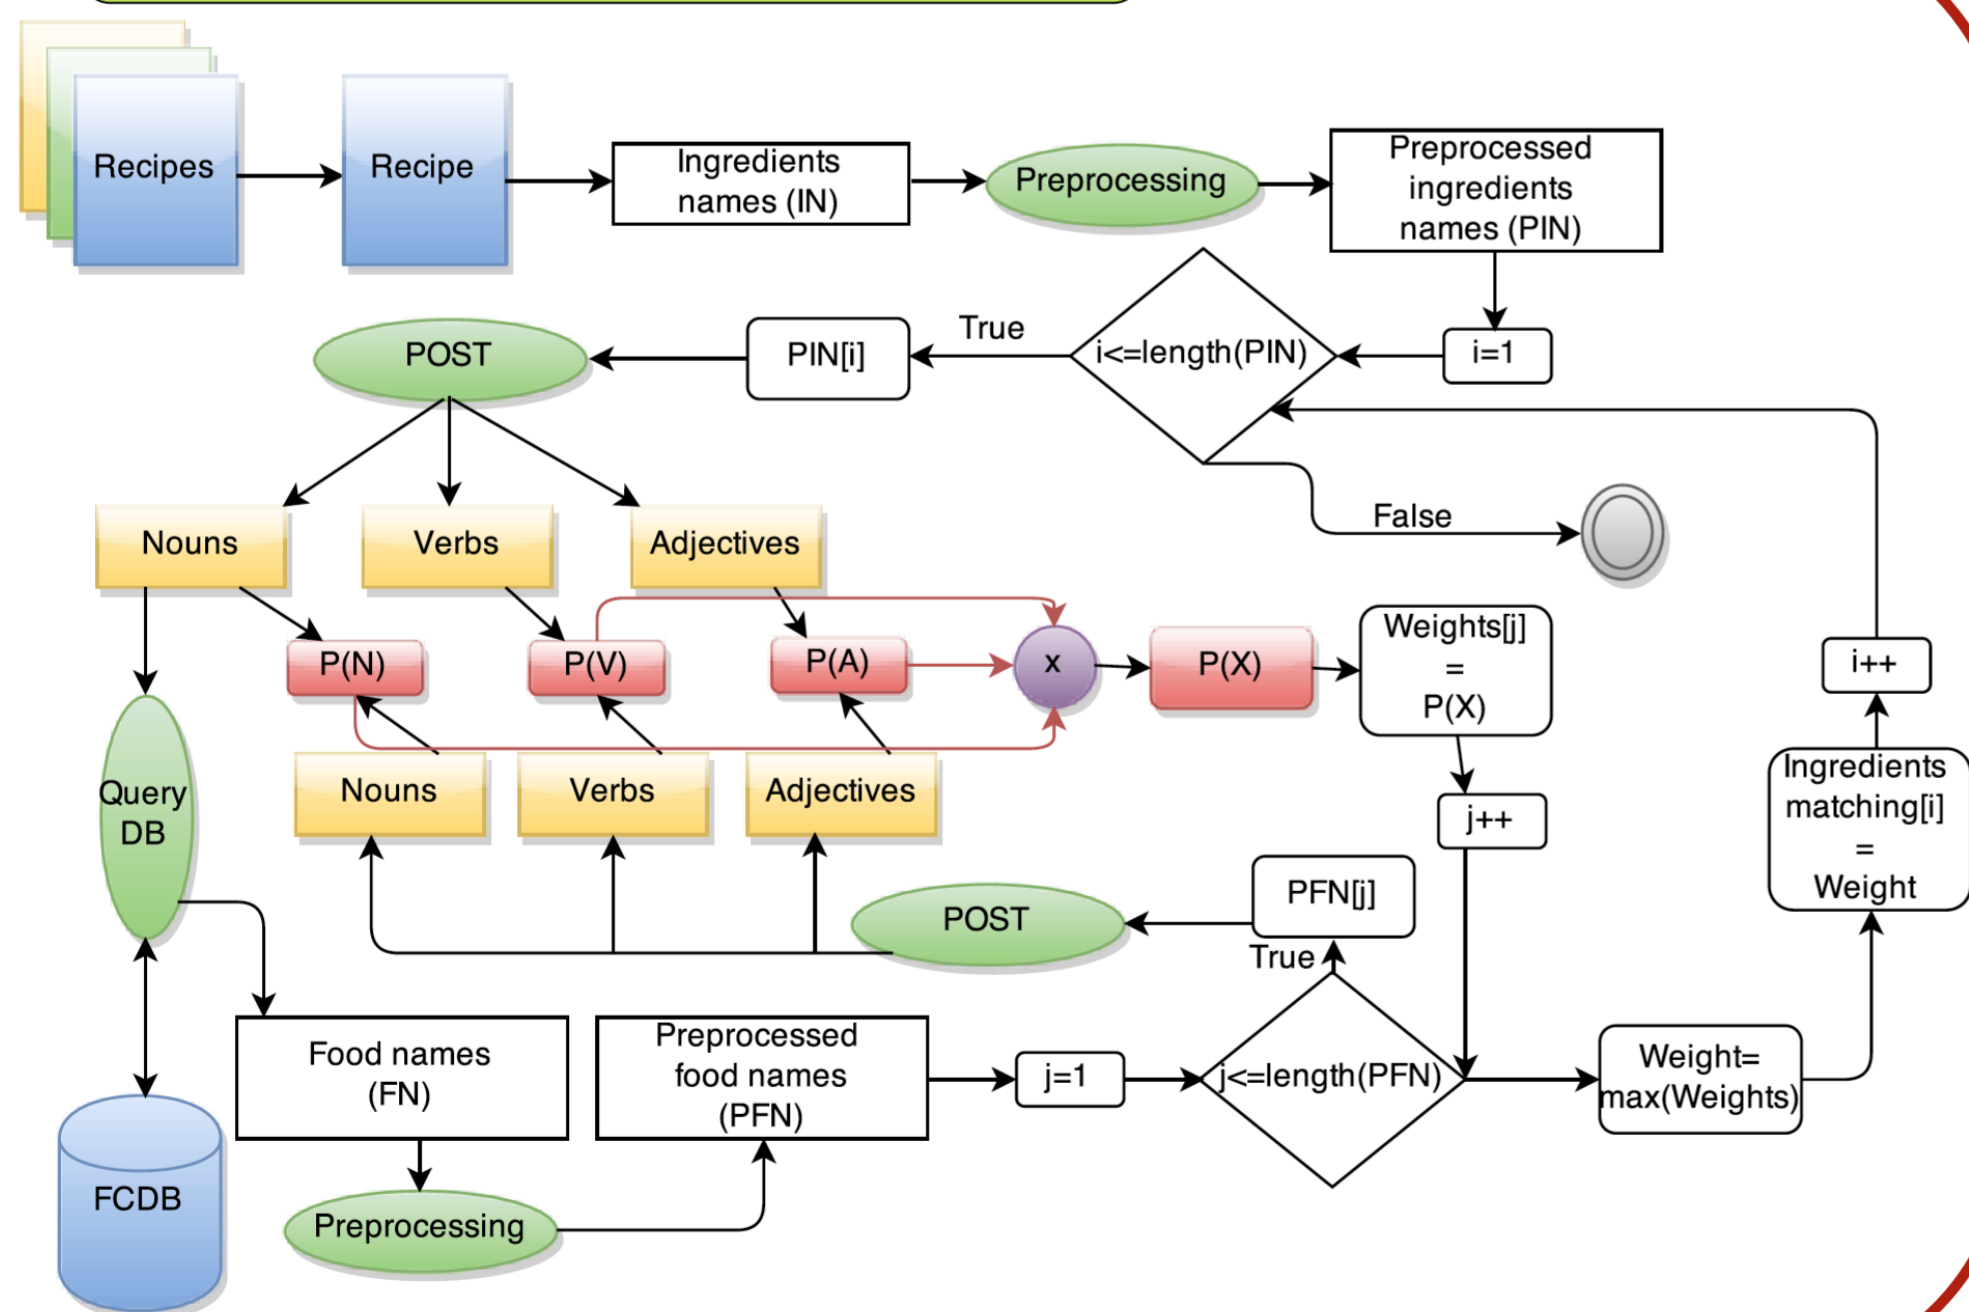 Recipes
Recipe
Ingredients
names (IN)
Preprocessing
Preprocessed
ingredients
names (PIN)
POST
PIN[i]
True
i<=length(PIN)
i=1
False
Nouns
Verbs
Adjectives
P(N)
P(V)
P(A)
x
P(X)
Weights[j]
=
P(X)
i++
Query
DB
Nouns
Verbs
Adjectives
j++
Ingredients
matching[i]
=
Weight
POST
PFN[j]
True
Food names
(FN)
Preprocessed
food names
(PFN)
j=1
j<=length(PFN)
Weight=
max(Weights)
FCDB
Preprocessing